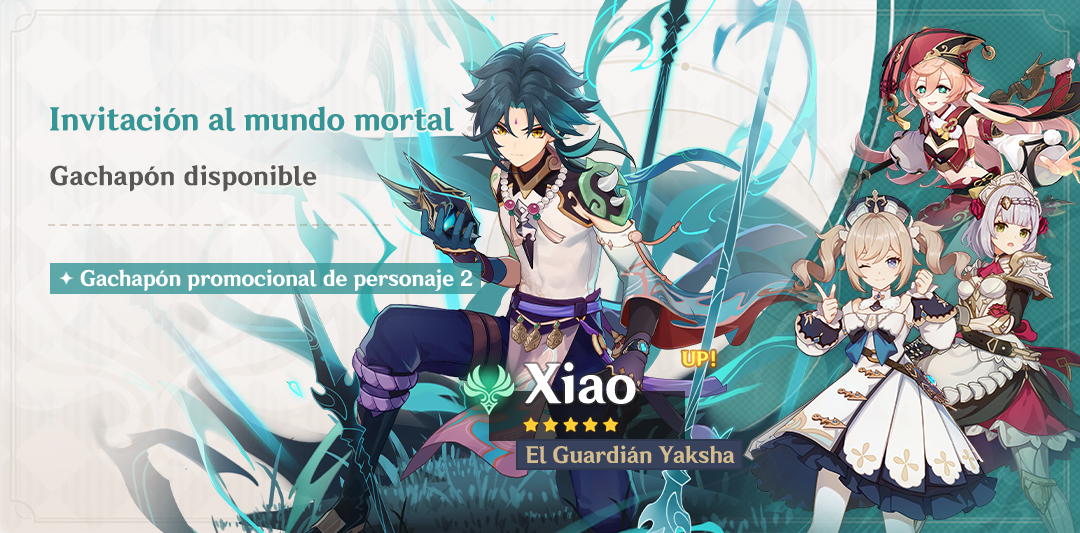 Invitación al mundo mortal
Gachapón disponible
✦ Gachapón promocional de personaje 2
UP!
Xiao
★★★★★
El Guardián Yaksha